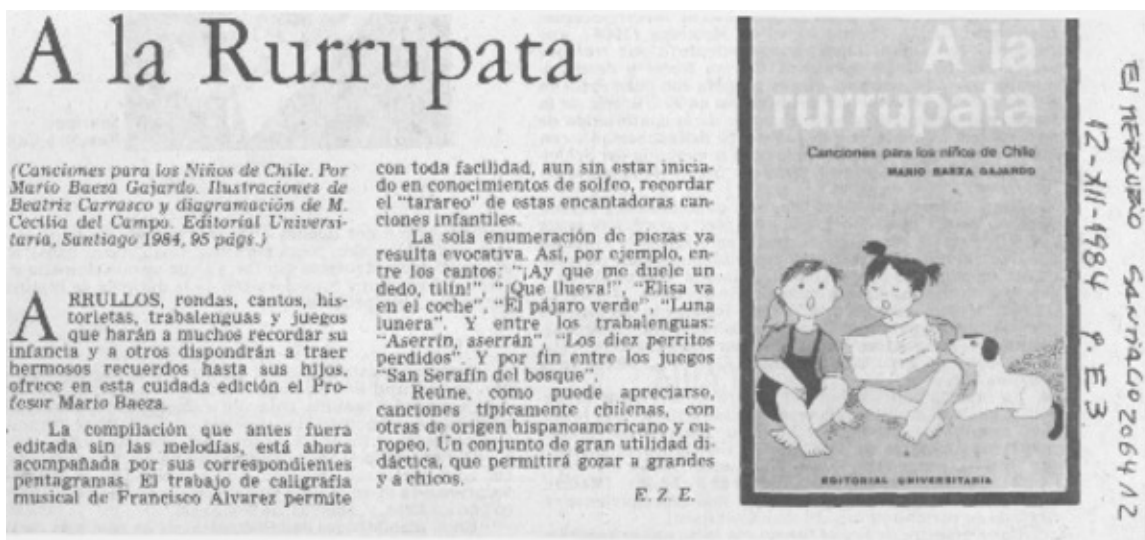 A la Rurrupata
(Canciones para los Niños de Chile. Por
Mario Baeza Gajardo. Ilustraciones de
Beatriz Carrasco y diagramación de M.
Cecilia del Campo. Editorial Universi-
taria, Santiago 1984, 95 págs.)
ARRULLOS, rondas, cantos, his-
torietas, trabalenguas y juegos
que harán a muchos recordar su
infancia y a otros dispondrán a traer
hermosos recuerdos hasta sus hijos,
ofrece en esta cuidada edición el Pro-
fesor Mario Baeza.
La compilación que antes fuera
editada sin las melodías, está ahora
acompañada por sus correspondientes
pentagramas. El trabajo de caligrafía
musical de Francisco Alvarez permite
con toda facilidad, aun sin estar inicia-
do en conocimientos de solfeo, recordar
el "tarareo" de estas encantadoras can-
ciones infantiles.
La sola enumeración de piezas ya
resulta evocativa. Así, por ejemplo, en-
tre los cantos: "¡Ay que me duele un
dedo, tilín!", "¡Que llueva!", "Elisa va
en el coche", "El pájaro verde", "Luna
lunera". Y entre los trabalenguas:
"Aserrín, aserrán", "Los diez perritos
perdidos". Y por fin entre los juegos
"San Serafín del bosque".
Reúne, como puede apreciarse,
canciones típicamente chilenas, con
otras de origen hispanoamericano y eu-
ropeo. Un conjunto de gran utilidad di-
dáctica, que permitirá gozar a grandes
y a chicos.
E. Z. E.
A la
rurrupata
Canciones para los niños de Chile
MARIO BAEZA GAJARDO
EDITORIAL UNIVERSITARIA
El MERCURIO SANTIAGO 206412
12-XII-1984 p. E 3.